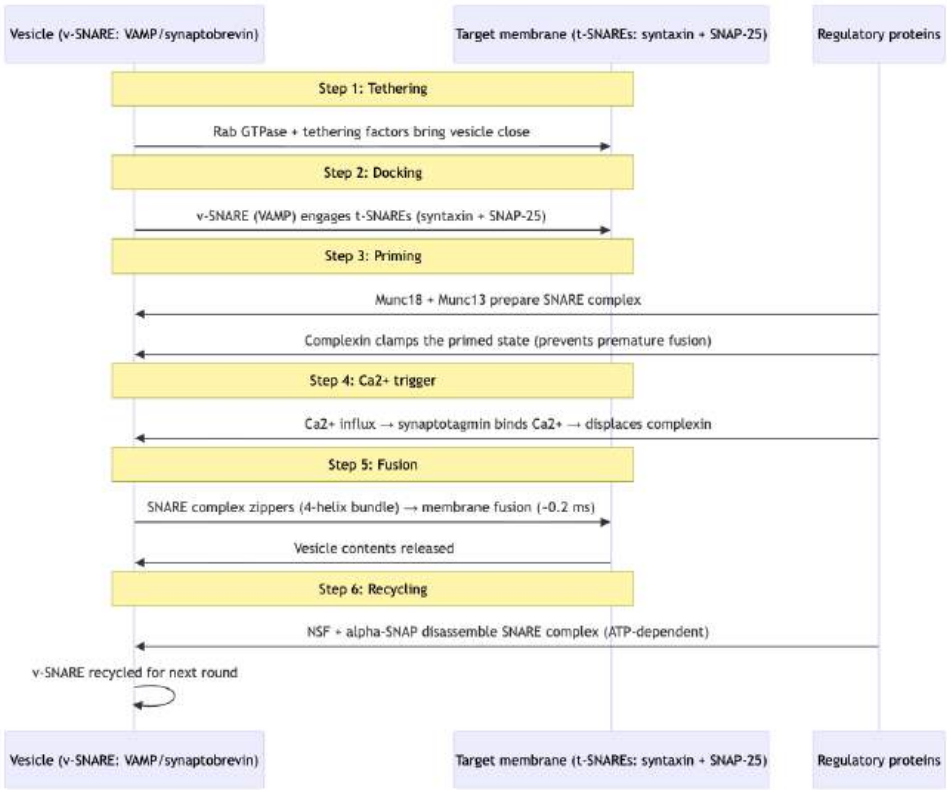 Vesicle (v-SNARE: VAMP/synaptobrevin)
Target membrane (t-SNAREs: syntaxin + SNAP-25)
Regulatory proteins
Step 1: Tethering
Rab GTPase + tethering factors bring vesicle close
Step 2: Docking
v-SNARE (VAMP) engages t-SNAREs (syntaxin + SNAP-25)
Step 3: Priming
Munc18 + Munc13 prepare SNARE complex
Complexin clamps the primed state (prevents premature fusion)
Step 4: Ca2+ trigger
Ca2+ influx → synaptotagmin binds Ca2+ → displaces complexin
Step 5: Fusion
SNARE complex zippers (4-helix bundle) → membrane fusion (~0.2 ms)
Vesicle contents released
Step 6: Recycling
NSF + alpha-SNAP disassemble SNARE complex (ATP-dependent)
v-SNARE recycled for next round
Vesicle (v-SNARE: VAMP/synaptobrevin)
Target membrane (t-SNAREs: syntaxin + SNAP-25)
Regulatory proteins